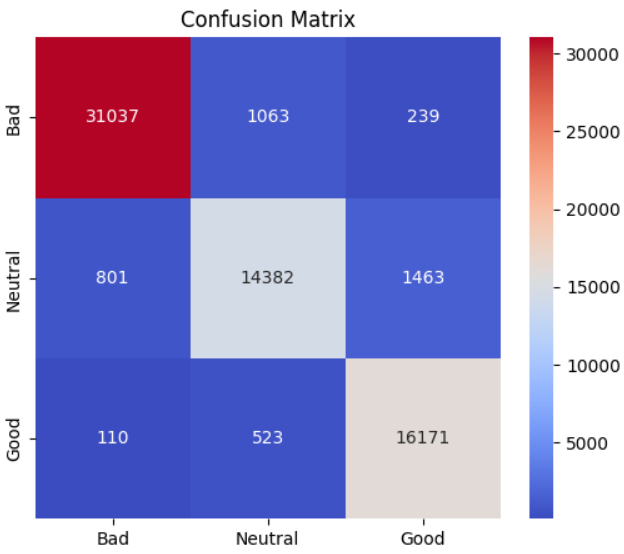 Confusion Matrix
Bad
31037
1063
239
Neutral
801
14382
1463
Good
110
523
16171
Bad
Neutral
Good
30000
25000
20000
15000
10000
5000